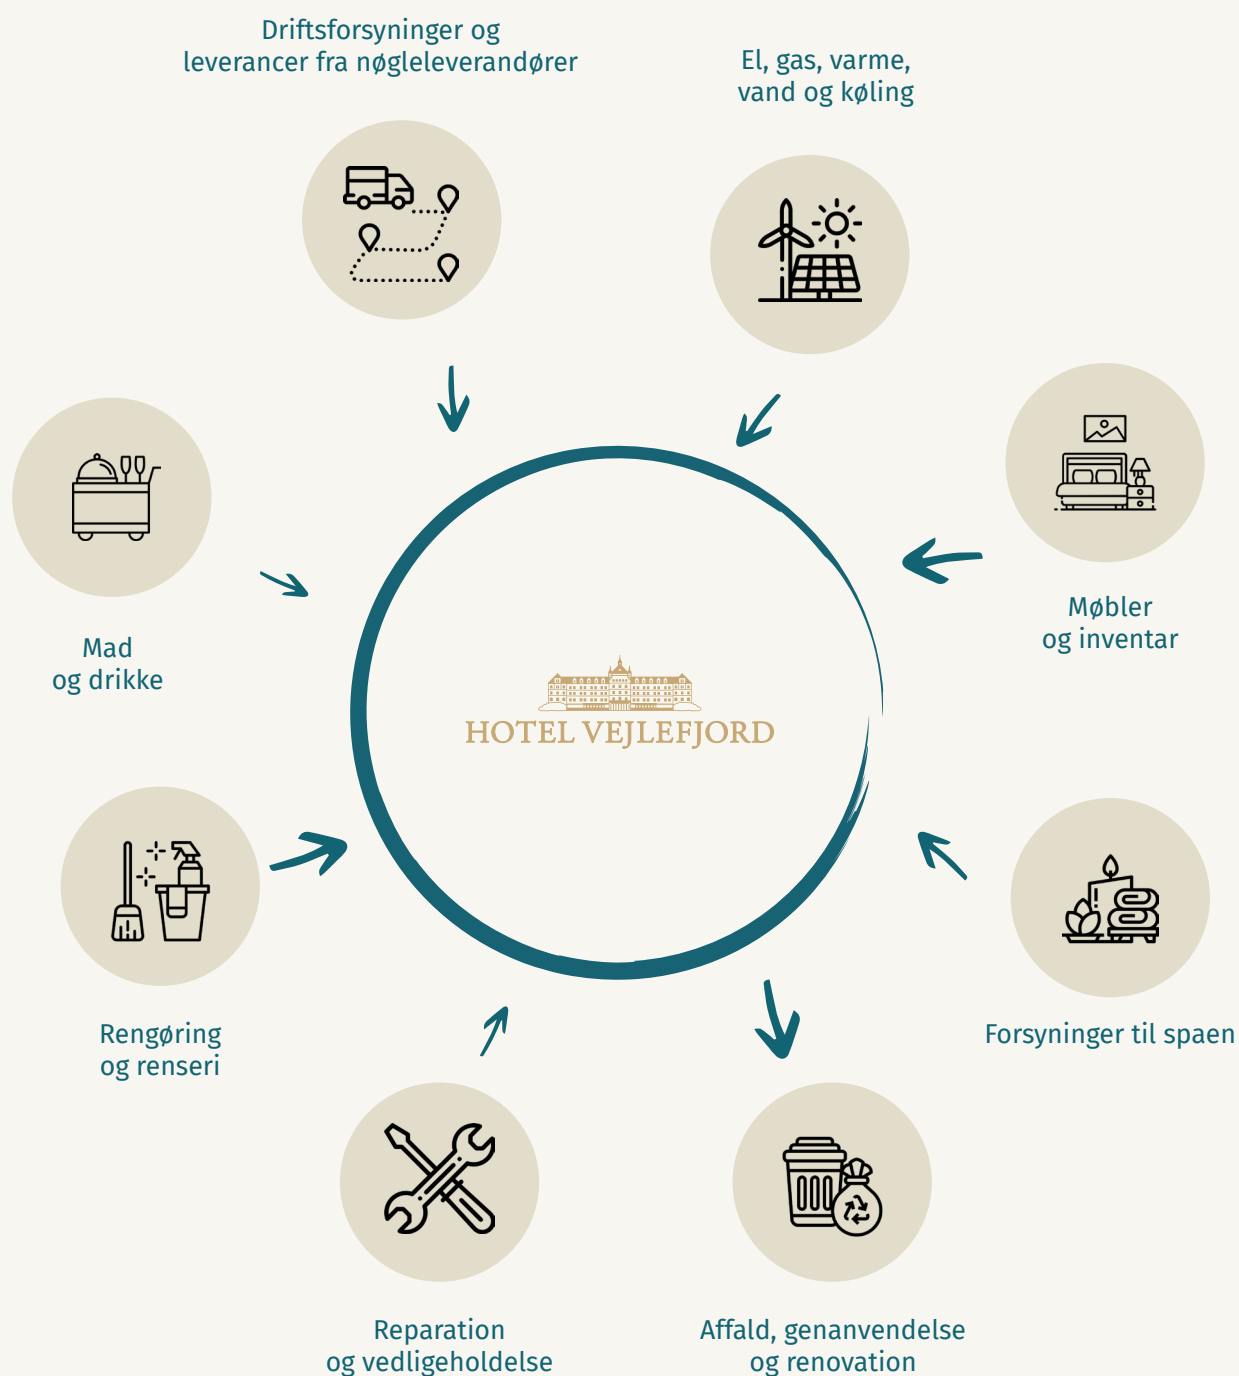 Driftsforsyninger og
leverancer fra nøgleleverandører
El, gas, varme,
vand og køling
Møbler
og inventar
Mad
og drikke
HOTEL VEJLEFJORD
Rengøring
og renseri
Forsyninger til spaen
Reparation
og vedligeholdelse
Affald, genanvendelse
og renovation